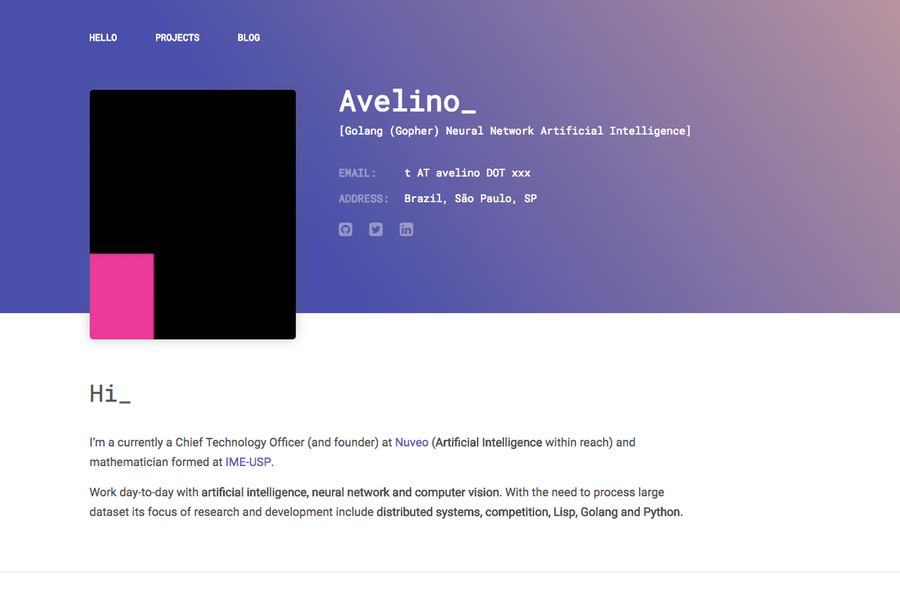 HELLO PROJECTS BLOG
Avelino_
[Golang (Gopher) Neural Network Artificial Intelligence]
EMAIL: t AT avelino DOT xxx
ADDRESS: Brazil, São Paulo, SP
Hi_
I'm a currently a Chief Technology Officer (and founder) at Nuveo (Artificial Intelligence within reach) and
mathematician formed at IME-USP.
Work day-to-day with artificial intelligence, neural network and computer vision. With the need to process large
dataset its focus of research and development include distributed systems, competition, Lisp, Golang and Python.